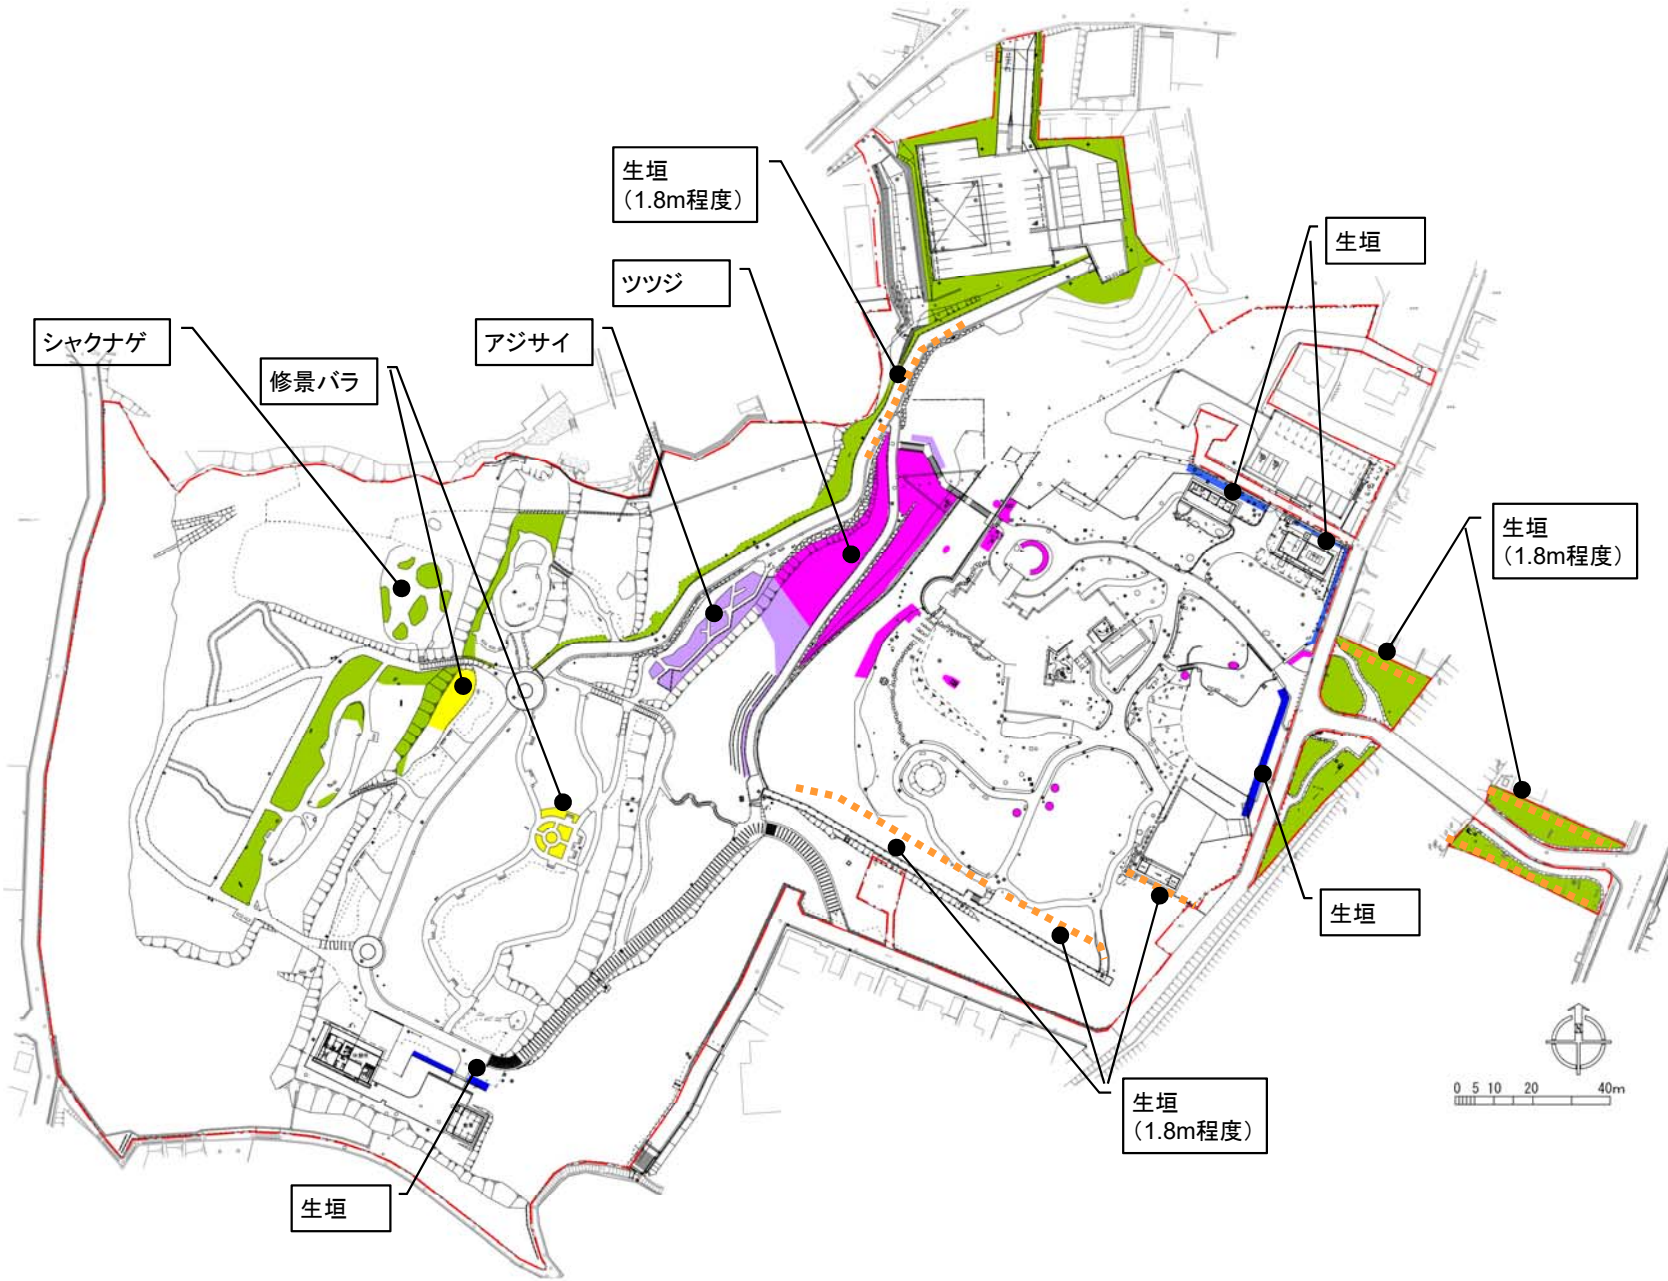 生垣
（1.8m程度）
生垣
ツツジ
シャクナゲ
修景バラ
アジサイ
生垣
（1.8m程度）
生垣
生垣
（1.8m程度）
生垣
0 5 10 20 40m